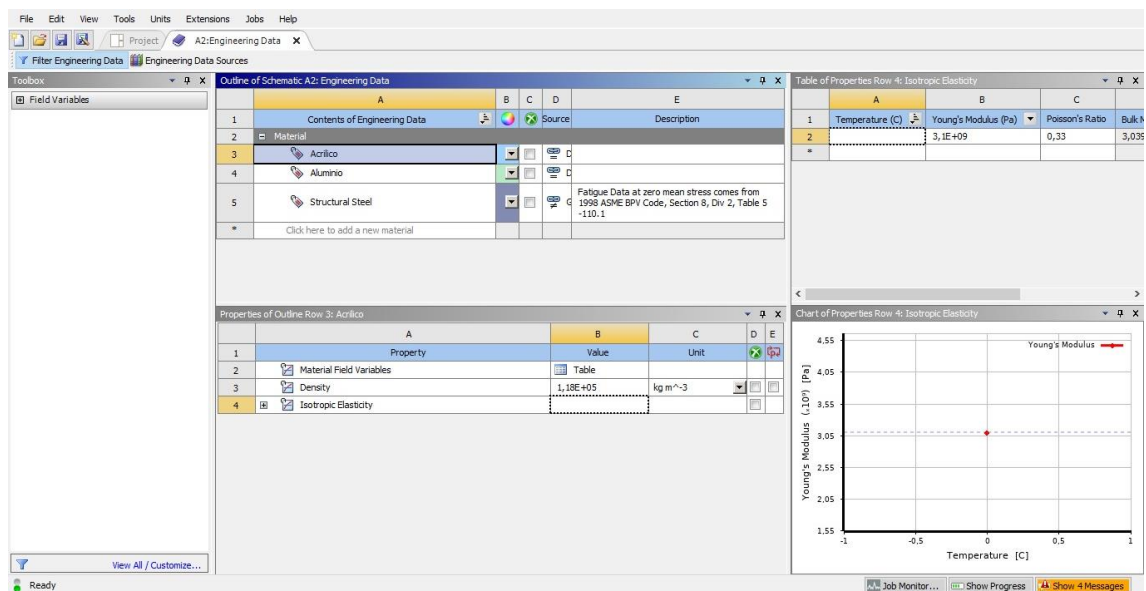 File Edit View Tools Units Extensions Jobs Help
Project A2:Engineering Data X
Filter Engineering Data Engineering Data Sources
Toolbox
Field Variables
View All / Customize...
Outline of Schematic A2: Engineering Data
A B C D E
1 Contents of Engineering Data Source Description
2 Material
3 Acrilico D
4 Aluminio D
5 Structural Steel G Fatigue Data at zero mean stress comes from
1998 ASME BPV Code, Section 8, Div 2, Table 5
-110.1
* Click here to add a new material
Properties of Outline Row 3: Acrilico
A B C D E
1 Property Value Unit
2 Material Field Variables Table
3 Density 1,18E+05 kg m^-3
4 Isotropic Elasticity
Table of Properties Row 4: Isotropic Elasticity
A B C
1 Temperature (C) Young's Modulus (Pa) Poisson's Ratio Bulk M
2 3,1E+09 0,33 3,039
*
Chart of Properties Row 4: Isotropic Elasticity
Young's Modulus
Young's Modulus (.10⁹) [Pa]
4,55
4,05
3,55
3,05
2,55
2,05
1,55
-1 -0,5 0 0,5 1
Temperature [C]
Ready
Job Monitor... Show Progress Show 4 Messages